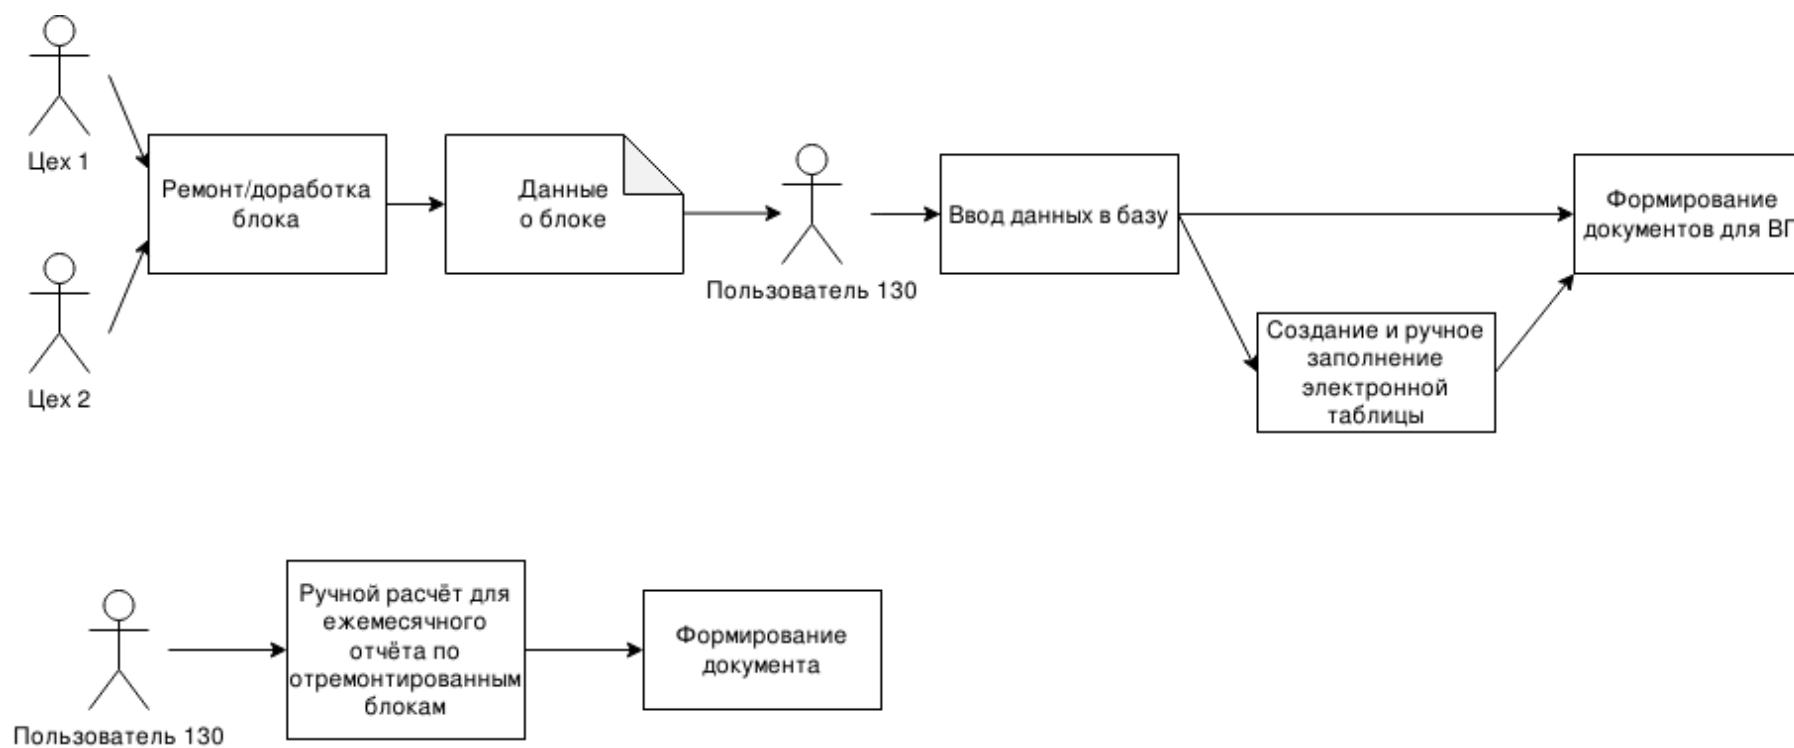 Цех 1
Ремонт/доработка
блока
Данные
о блоке
Пользователь 130
Ввод данных в базу
Формирование
документов для
Создание и ручное
заполнение
электронной
таблицы
Цех 2
Пользователь 130
Ручной расчёт для
ежемесячного
отчёта по
отремонтированным
блокам
Формирование
документа